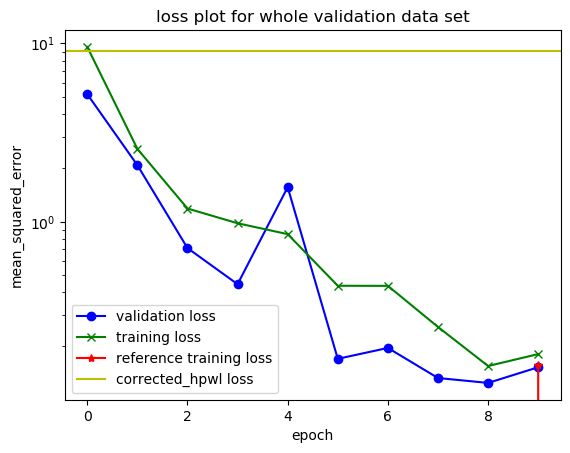 loss plot for whole validation data set
10¹
10⁰
mean_squared_error
validation loss
training loss
reference training loss
corrected_hpwl loss
0 2 4 6 8
epoch